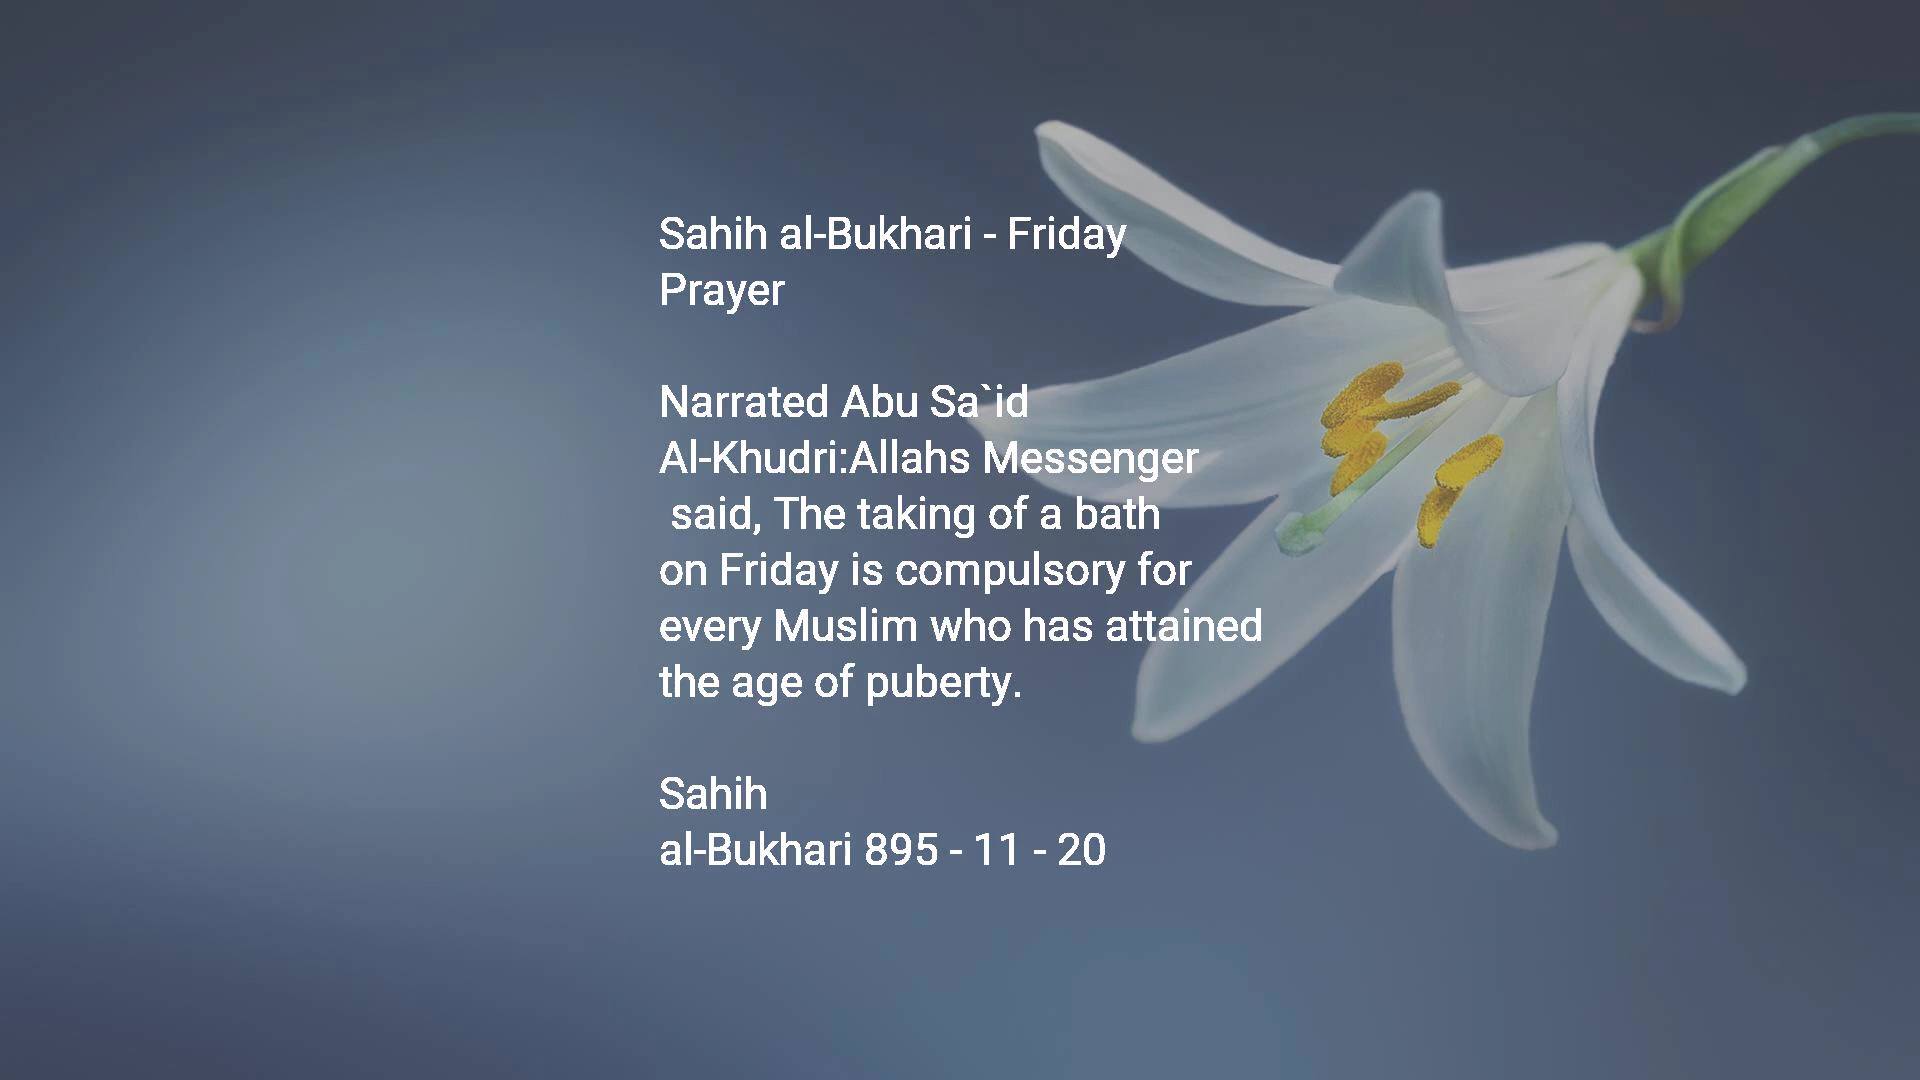 Sahih al-Bukhari - Friday
Prayer
Narrated Abu Sa`id
Al-Khudri:Allahs Messenger
said, The taking of a bath
on Friday is compulsory for
every Muslim who has attained
the age of puberty.
Sahih
al-Bukhari 895 - 11 - 20